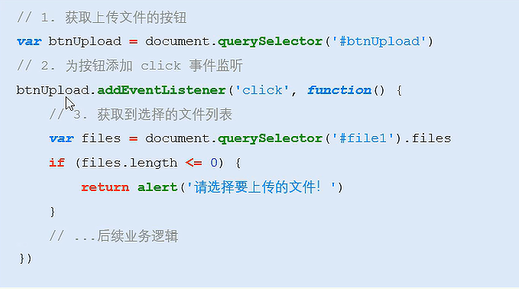 // 1. 获取上传文件的按钮
var btnUpload = document.querySelector('#btnUpload')
// 2. 为按钮添加 click 事件监听
btnUpload.addEventListener('click', function() {
    // 3. 获取到选择的文件列表
    var files = document.querySelector('#file1').files
    if (files.length <= 0) {
        return alert('请选择要上传的文件！')
    }
    // ...后续业务逻辑
})